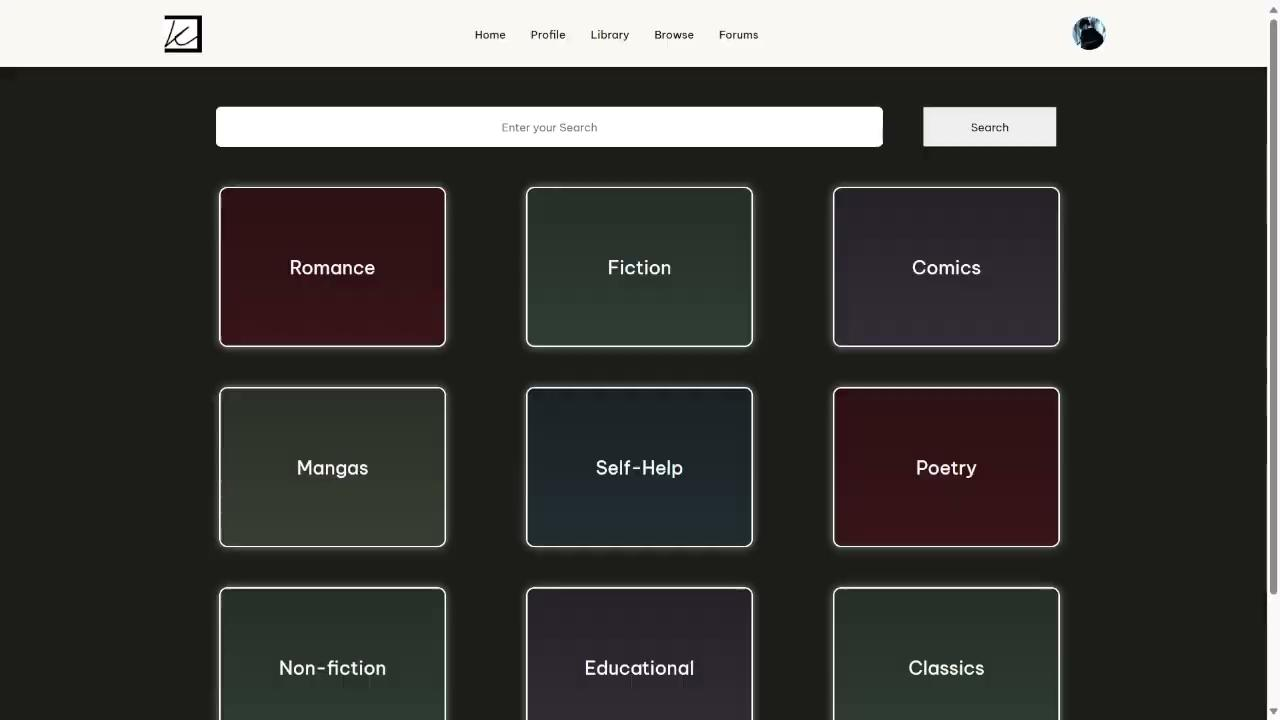 Home Profile Library Browse Forums
Enter your Search Search
Romance Fiction Comics
Mangas Self-Help Poetry
Non-fiction Educational Classics